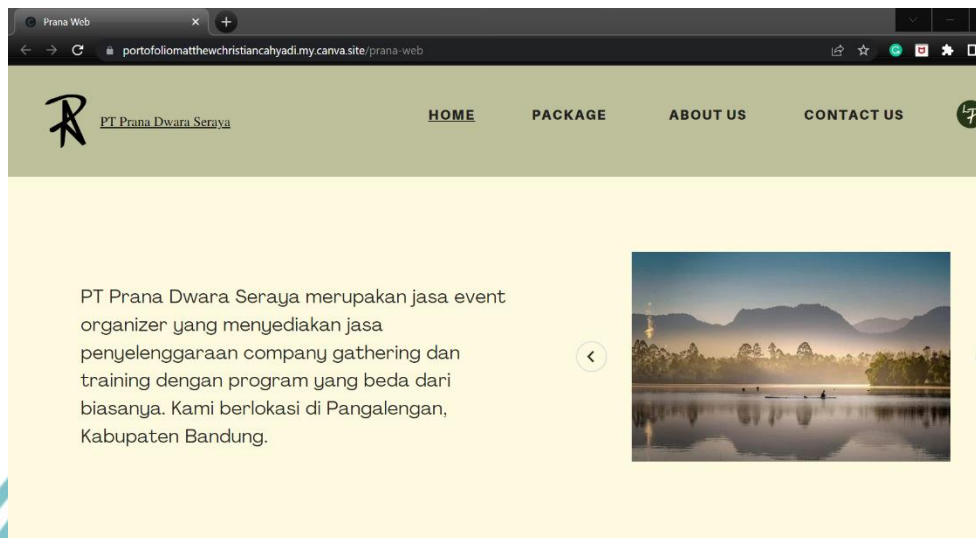 Prana Web
portofoliomatthewchristiancahyadi.my.canva.site/prana-web
PT Prana Dwara Seraya
HOME
PACKAGE
ABOUT US
CONTACT US
PT Prana Dwara Seraya merupakan jasa event
organizer yang menyediakan jasa
penyelenggaraan company gathering dan
training dengan program yang beda dari
biasanya. Kami berlokasi di Pangalengan,
Kabupaten Bandung.